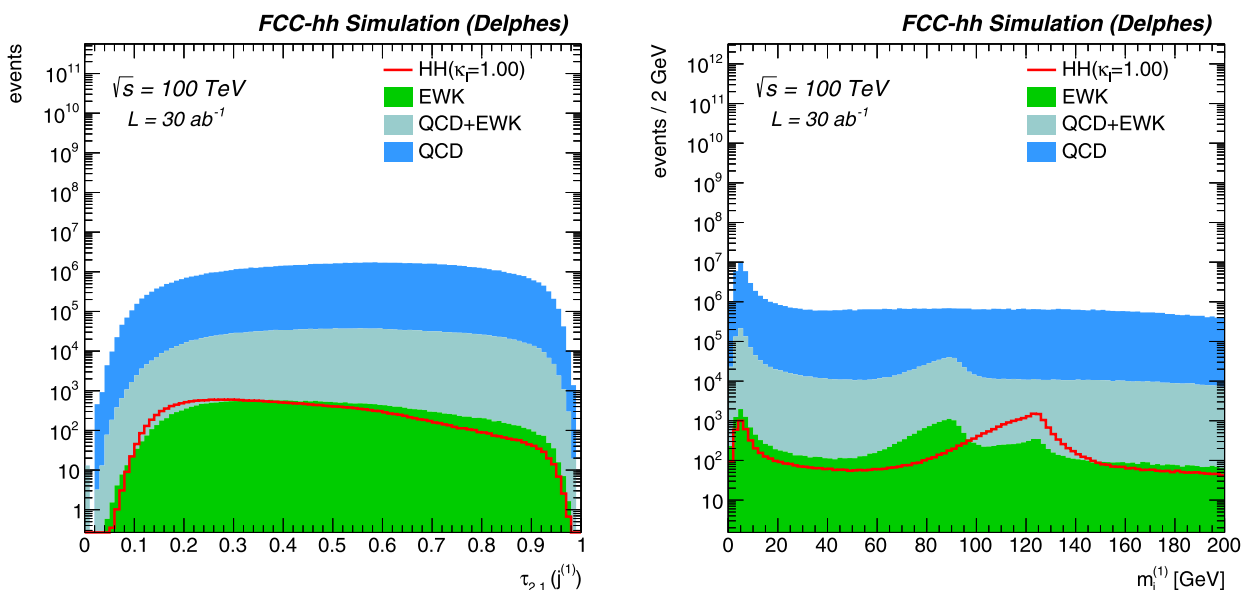 FCC-hh Simulation (Delphes)
events
10¹¹
10¹⁰
10⁹
10⁸
10⁷
10⁶
10⁵
10⁴
10³
10²
10
1
√s = 100 TeV
L = 30 ab⁻¹
HH(κₗ=1.00)
EWK
QCD+EWK
QCD
0 0.1 0.2 0.3 0.4 0.5 0.6 0.7 0.8 0.9 1
τ₂,₁ (j⁽¹⁾)
FCC-hh Simulation (Delphes)
events / 2 GeV
10¹²
10¹¹
10¹⁰
10⁹
10⁸
10⁷
10⁶
10⁵
10⁴
10³
10²
10
√s = 100 TeV
L = 30 ab⁻¹
HH(κₗ=1.00)
EWK
QCD+EWK
QCD
0 20 40 60 80 100 120 140 160 180 200
mⱼ⁽¹⁾ [GeV]